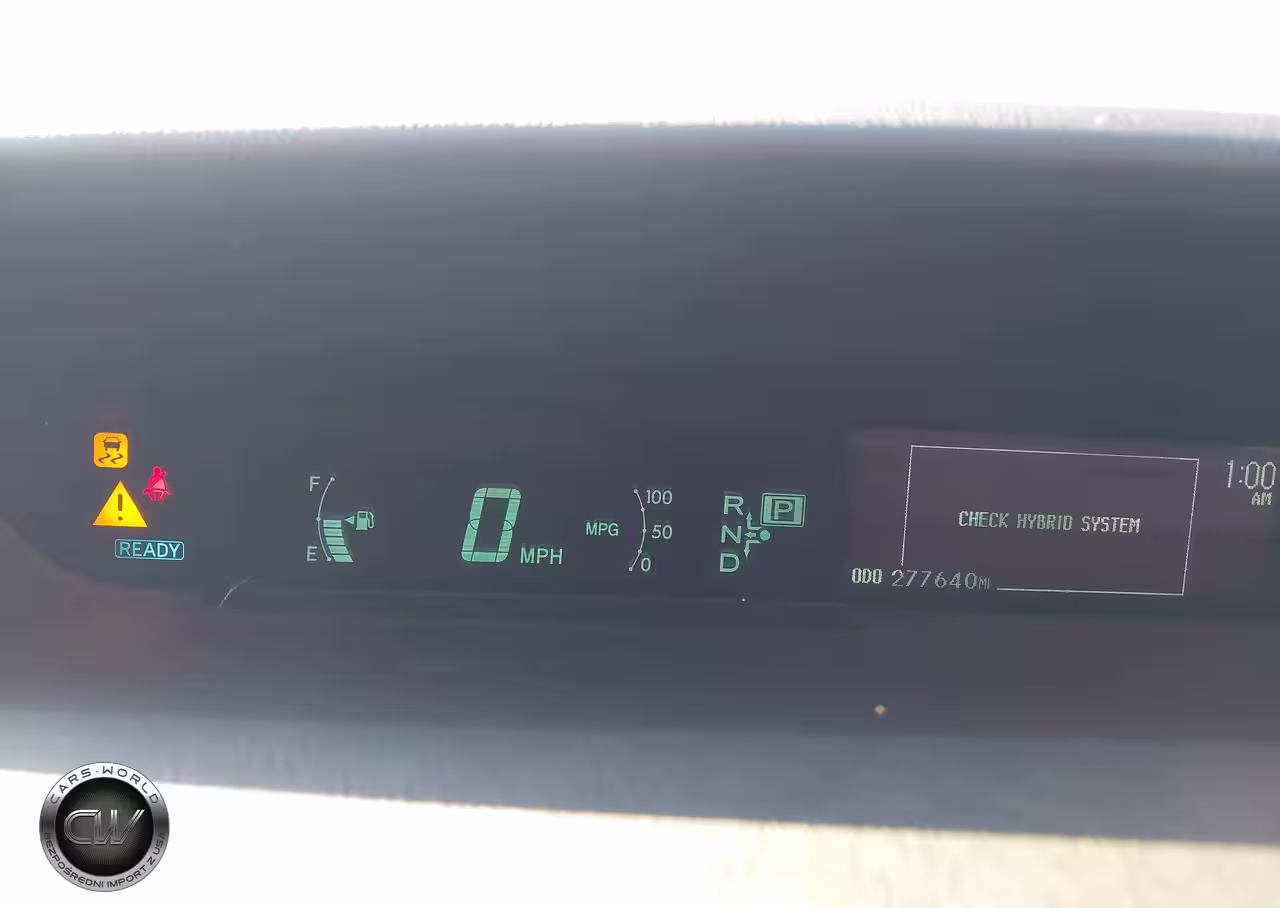 READY
F
E
0 MPH
MPG
100
50
0
R
N
D
P
CHECK HYBRID SYSTEM
ODO 277640MI
1:00
AM
CARS·WORLD
CW
BEZPOŚREDNI IMPORT Z USA